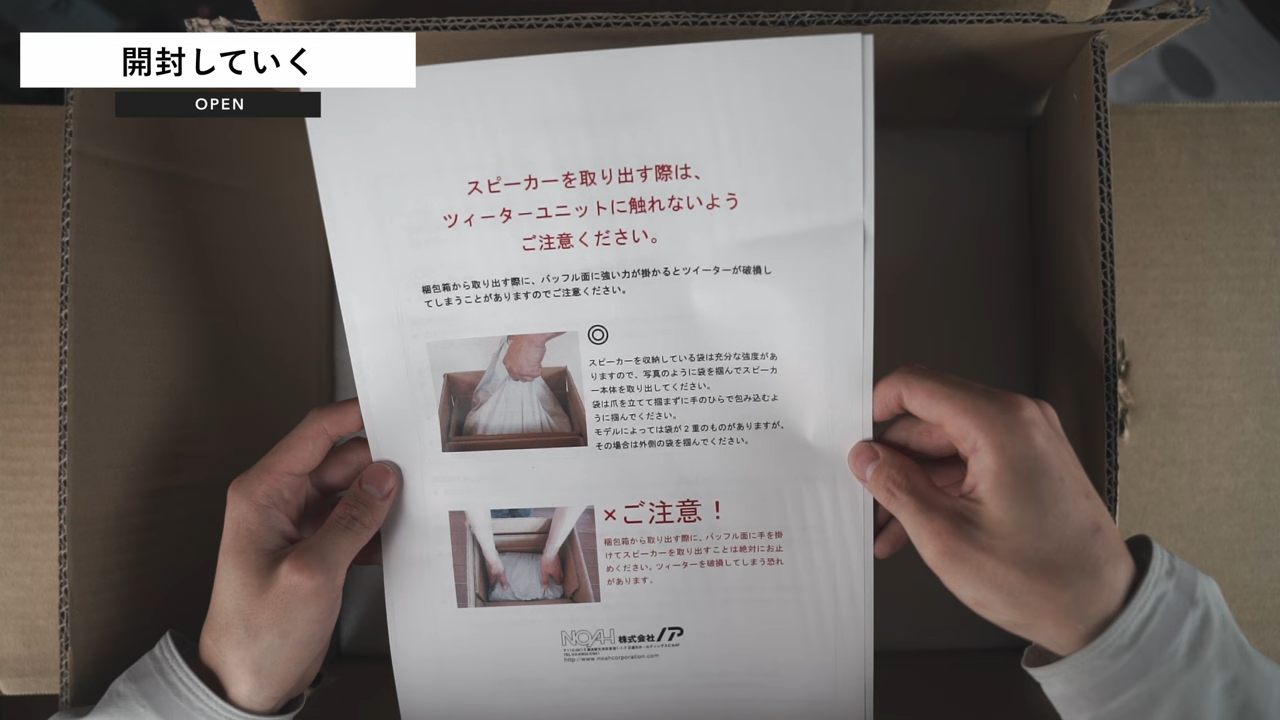 開封していく
OPEN
スピーカーを取り出す際は、
ツィーターユニットに触れないよう
ご注意ください。
梱包箱から取り出す際に、バッフル面に強い力が掛かるとツイーターが破損し
てしまうことがありますのでご注意ください。
◎
スピーカーを収納している袋は充分な強度があ
りますので、写真のように袋を掴んでスピーカ
ー本体を取り出してください。
袋は爪を立てて掴まずに手のひらで包み込むよ
うに掴んでください。
モデルによっては袋が2重のものがありますが、
その場合は外側の袋を掴んでください。
×ご注意！
梱包箱から取り出す際に、バッフル面に手を掛
けてスピーカーを取り出すことは絶対にお止
めください。ツィーターを破損してしまう恐れ
があります。
NOAH 株式会社ノア
http://www.noahcorporation.com